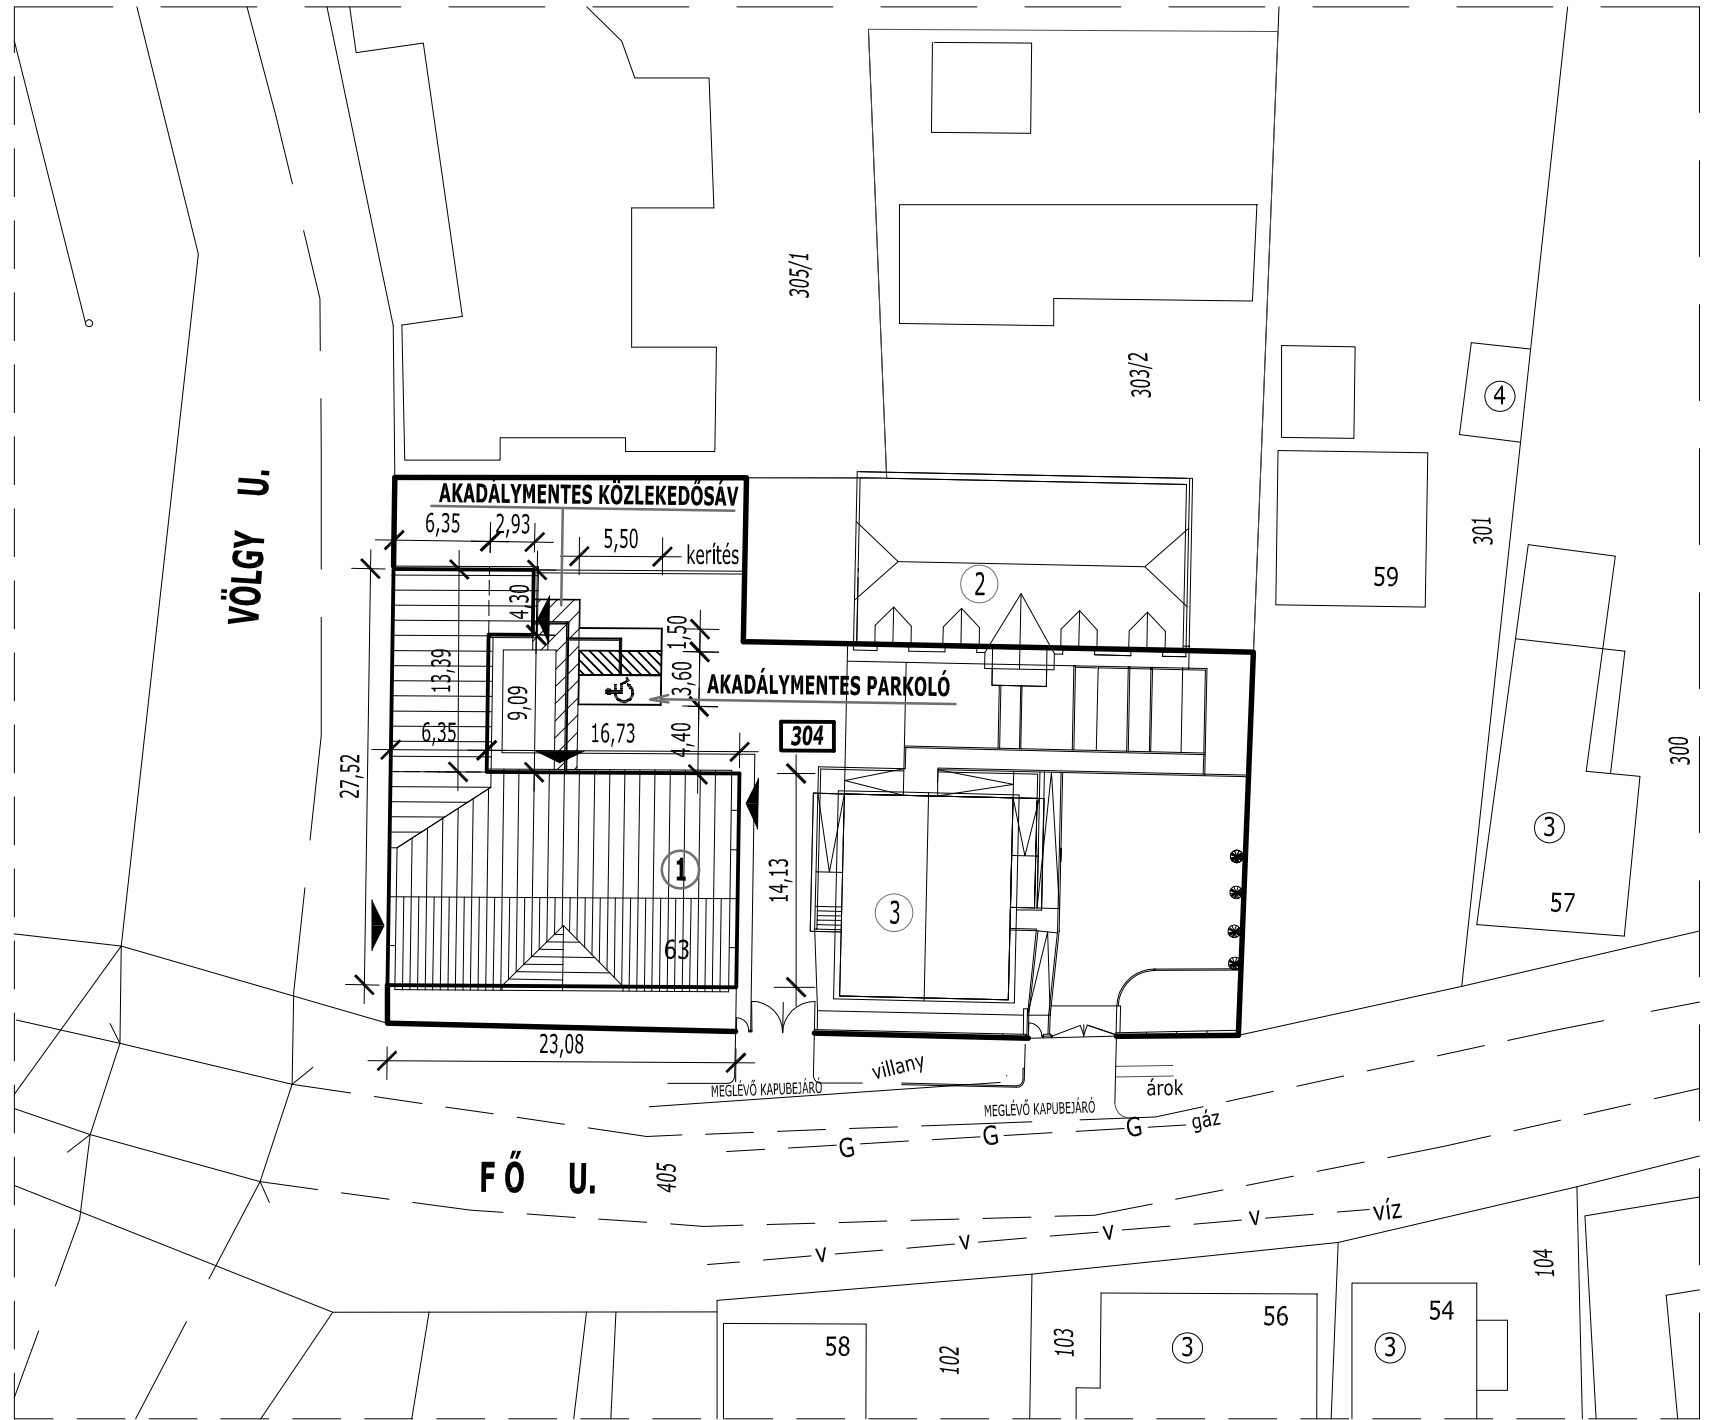 305/1
303/2
4
VÖLGY U.
AKADÁLYMENTES KÖZLEKEDŐSÁV
6,35
2,93
5,50
kerítés
301
59
2
4,30
1,50
13,39
9,09
3,60
AKADÁLYMENTES PARKOLÓ
6,35
16,73
4,40
304
300
27,52
3
1
14,13
3
57
63
23,08
villany
MEGLÉVŐ KAPUBEJÁRÓ
árok
MEGLÉVŐ KAPUBEJÁRÓ
G
G
G
gáz
FŐ U.
405
V
V
V
V
víz
104
56
54
58
102
103
3
3